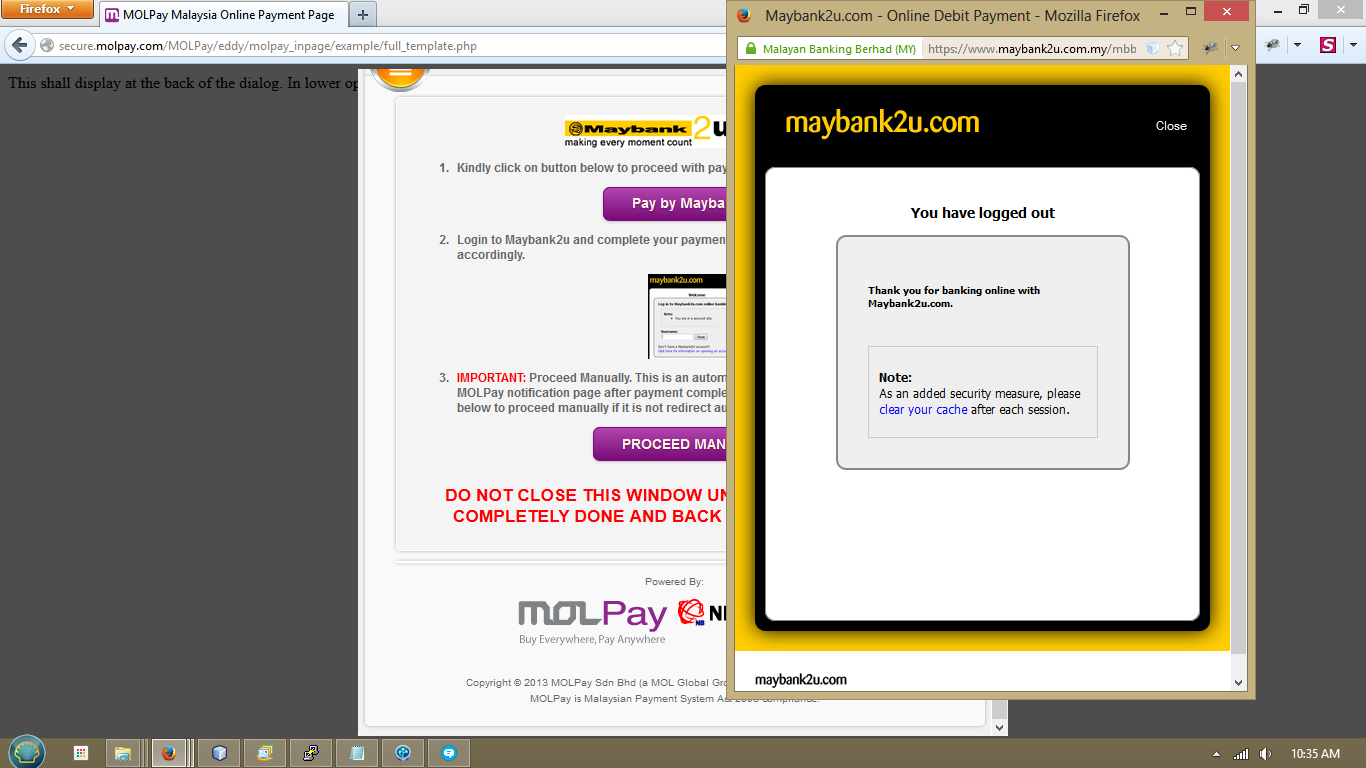 Firefox
MOLPay Malaysia Online Payment Page
secure.molpay.com/MOLPay/eddy/molpay_inpage/example/full_template.php
This shall display at the back of the dialog. In lower op
Maybank2u
making every moment count
1. Kindly click on button below to proceed with pay
Pay by Mayba
2. Login to Maybank2u and complete your paymen
accordingly.
maybank2u.com
Welcome
3. IMPORTANT: Proceed Manually. This is an autom
MOLPay notification page after payment comple
below to proceed manually if it is not redirect au
PROCEED MAN
DO NOT CLOSE THIS WINDOW UN
COMPLETELY DONE AND BACK
Powered By:
MOLPay
Buy Everywhere, Pay Anywhere
NB
Copyright © 2013 MOLPay Sdn Bhd (a MOL Global Gro
MOLPay is Malaysian Payment System Act 2003 compliance.
Maybank2u.com - Online Debit Payment - Mozilla Firefox
Malayan Banking Berhad (MY) https://www.maybank2u.com.my/mbb
S
maybank2u.com
Close
You have logged out
Thank you for banking online with
Maybank2u.com.
Note:
As an added security measure, please
clear your cache after each session.
maybank2u.com
10:35 AM